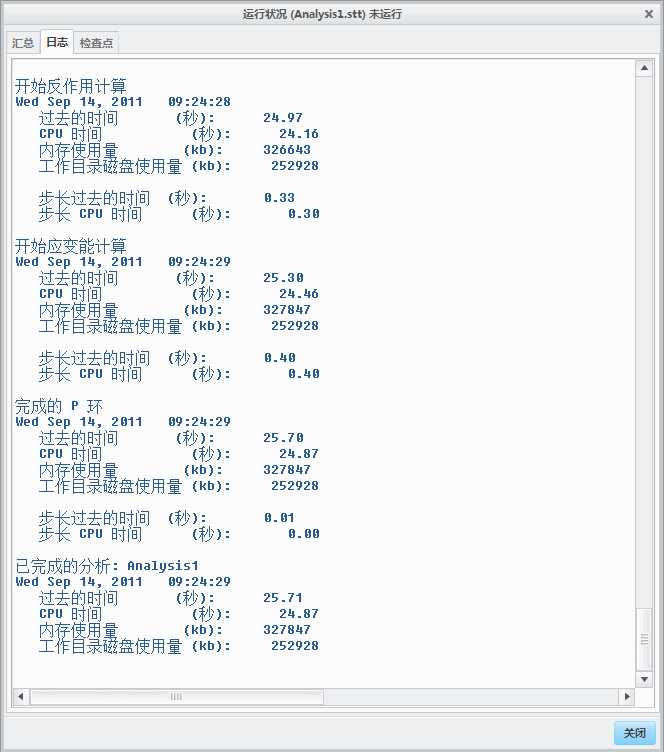 运行状况 (Analysis1.stt) 未运行
汇总 日志 检查点
开始反作用计算
Wed Sep 14, 2011 09:24:28
过去的时间 (秒): 24.97
CPU 时间 (秒): 24.16
内存使用量 (kb): 326643
工作目录磁盘使用量 (kb): 252928
步长过去的时间 (秒): 0.33
步长 CPU 时间 (秒): 0.30
开始应变能计算
Wed Sep 14, 2011 09:24:29
过去的时间 (秒): 25.30
CPU 时间 (秒): 24.46
内存使用量 (kb): 327847
工作目录磁盘使用量 (kb): 252928
步长过去的时间 (秒): 0.40
步长 CPU 时间 (秒): 0.40
完成的 P 环
Wed Sep 14, 2011 09:24:29
过去的时间 (秒): 25.70
CPU 时间 (秒): 24.87
内存使用量 (kb): 327847
工作目录磁盘使用量 (kb): 252928
步长过去的时间 (秒): 0.01
步长 CPU 时间 (秒): 0.00
已完成的分析: Analysis1
Wed Sep 14, 2011 09:24:29
过去的时间 (秒): 25.71
CPU 时间 (秒): 24.87
内存使用量 (kb): 327847
工作目录磁盘使用量 (kb): 252928
关闭